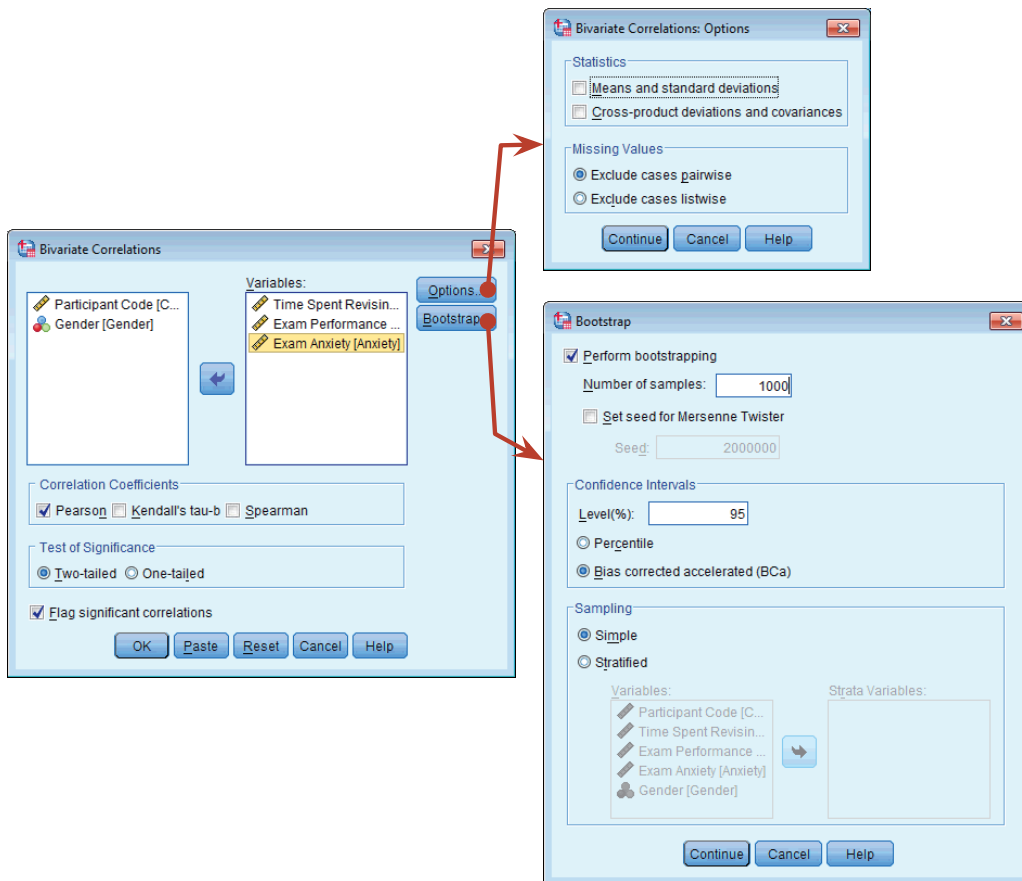 Bivariate Correlations: Options
Statistics
Means and standard deviations
Cross-product deviations and covariances
Missing Values
Exclude cases pairwise
Exclude cases listwise
Continue
Cancel
Help
Bivariate Correlations
Variables:
Participant Code [C...
Gender [Gender]
Time Spent Revisin...
Exam Performance ...
Exam Anxiety [Anxiety]
Options...
Bootstrap
Correlation Coefficients
Pearson
Kendall's tau-b
Spearman
Test of Significance
Two-tailed
One-tailed
Flag significant correlations
OK
Paste
Reset
Cancel
Help
Bootstrap
Perform bootstrapping
Number of samples: 1000
Set seed for Mersenne Twister
Seed: 2000000
Confidence Intervals
Level(%): 95
Percentile
Bias corrected accelerated (BCa)
Sampling
Simple
Stratified
Variables:
Participant Code [C...
Time Spent Revisin...
Exam Performance ...
Exam Anxiety [Anxiety]
Gender [Gender]
Strata Variables:
Continue
Cancel
Help